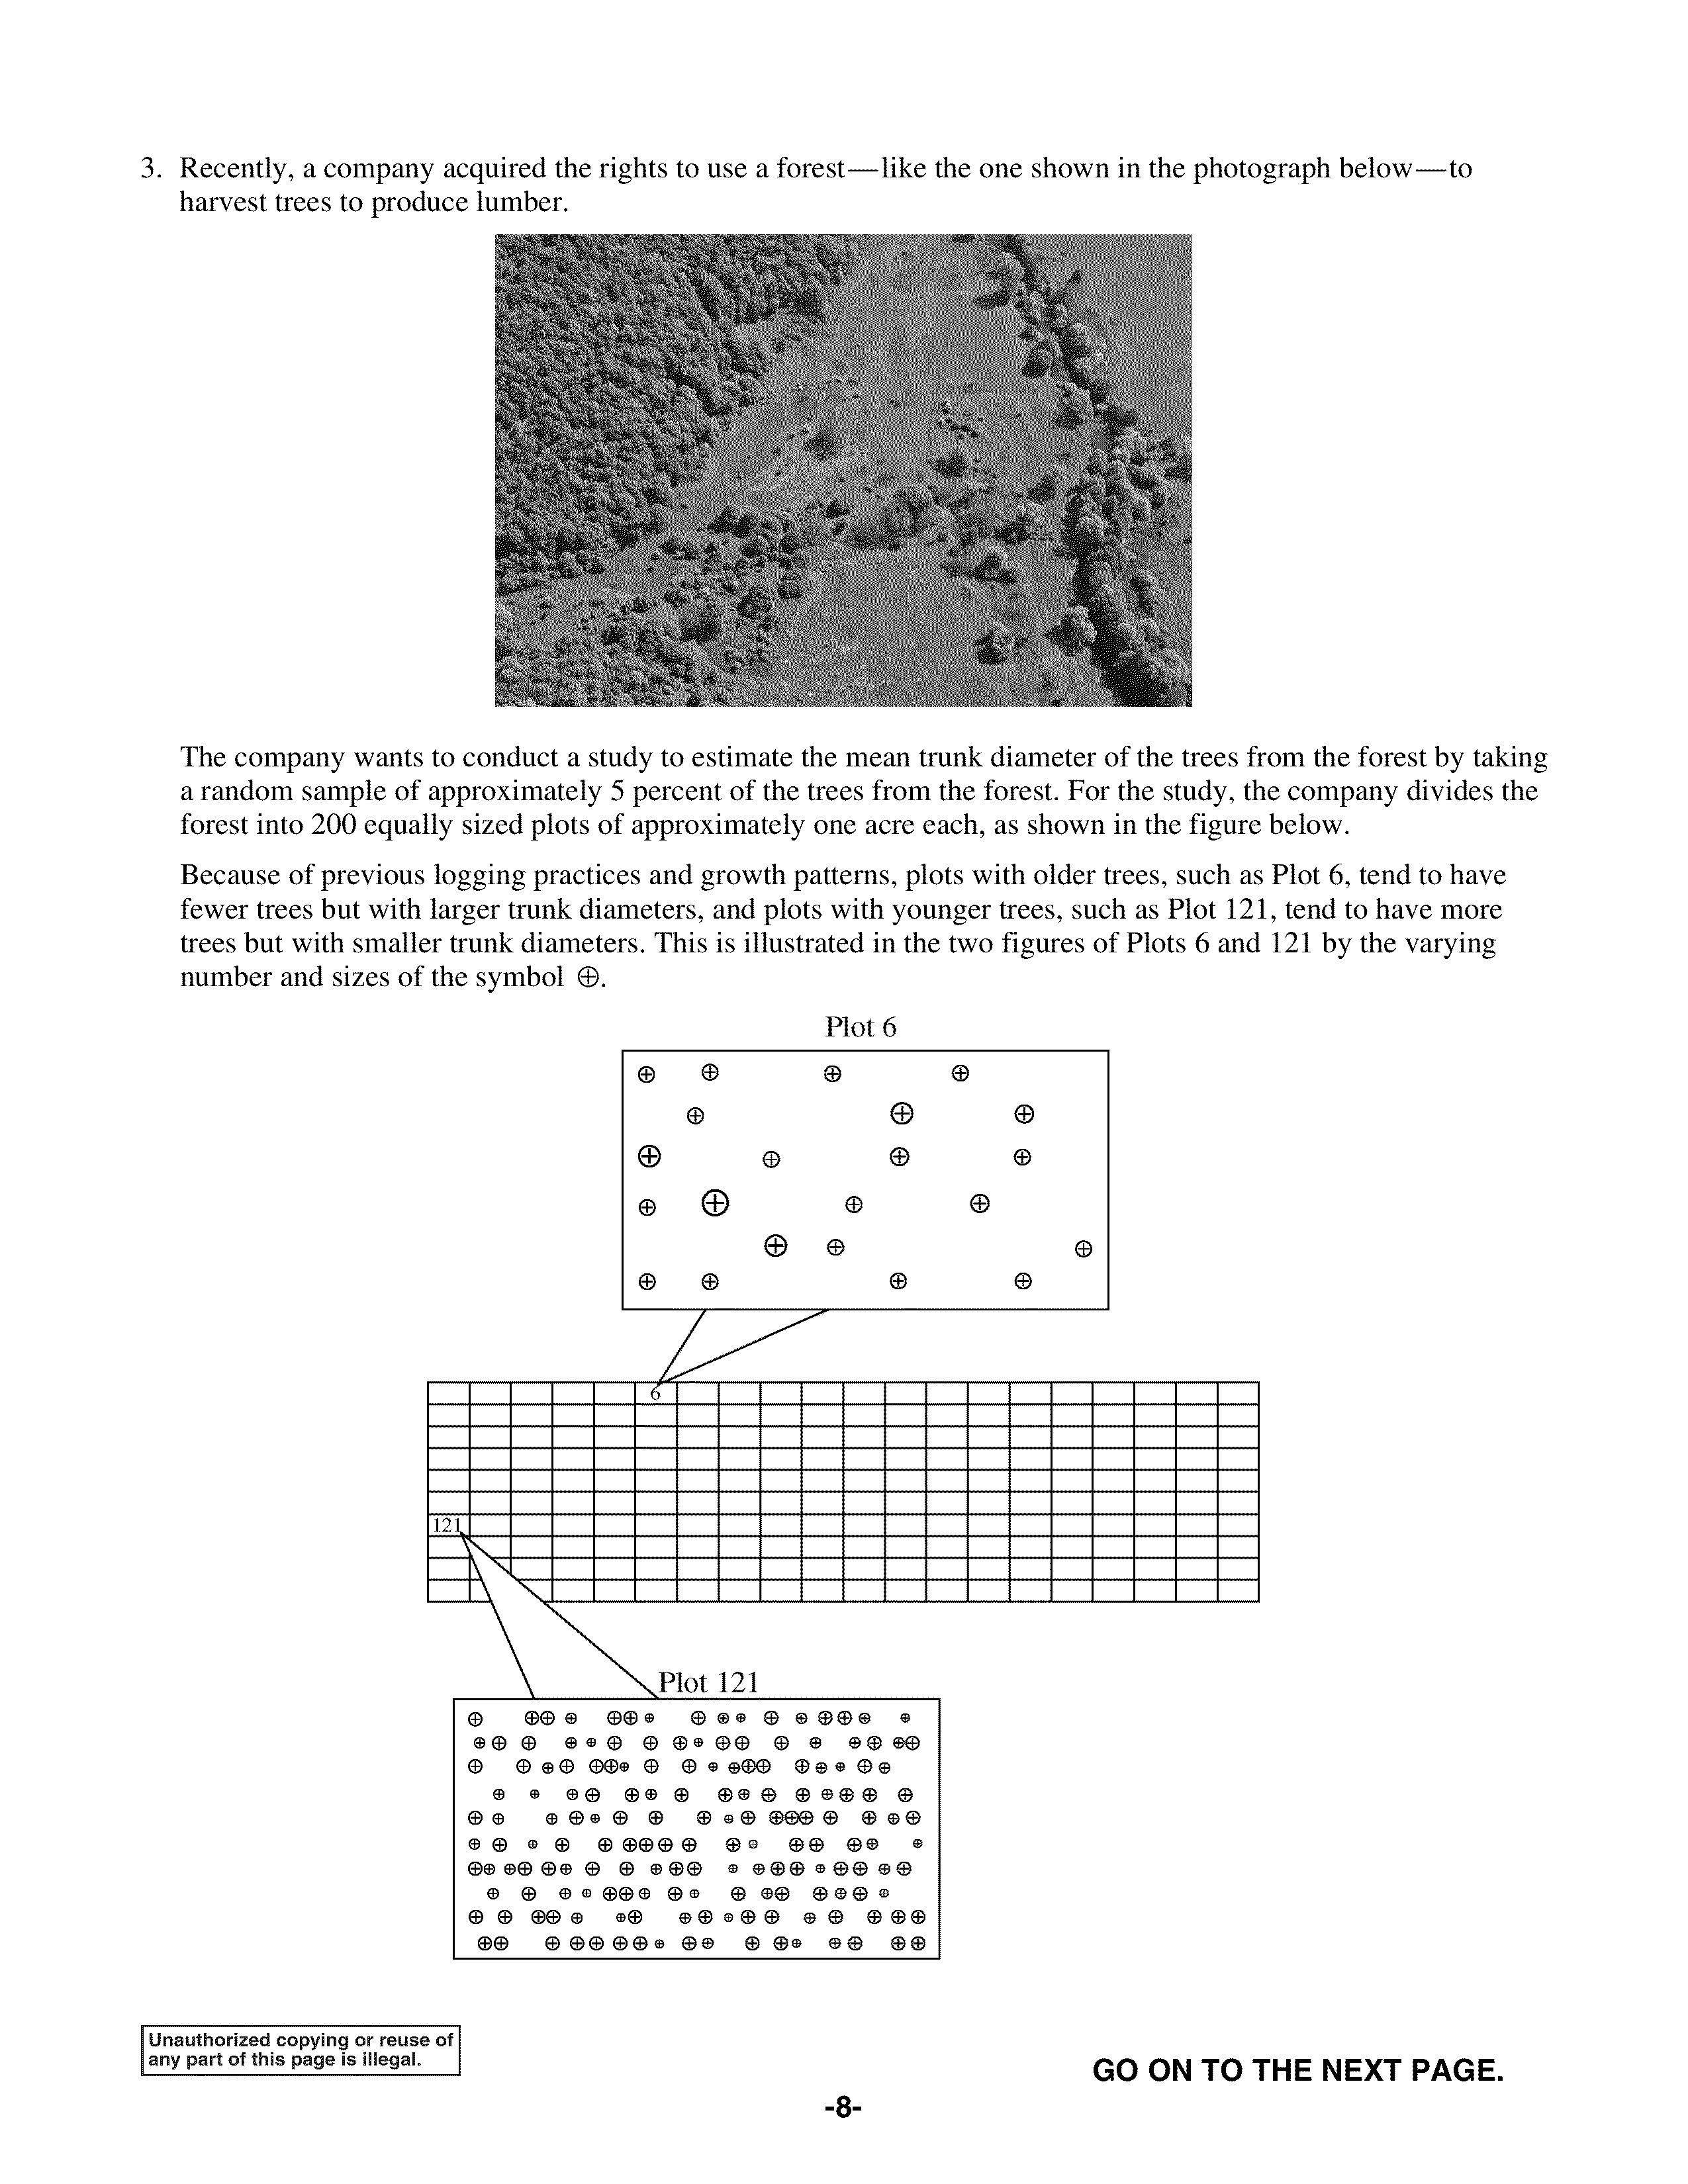 3. Recently, a company acquired the rights to use a forest—like the one shown in the photograph below—to
harvest trees to produce lumber.
The company wants to conduct a study to estimate the mean trunk diameter of the trees from the forest by taking
a random sample of approximately 5 percent of the trees from the forest. For the study, the company divides the
forest into 200 equally sized plots of approximately one acre each, as shown in the figure below.
Because of previous logging practices and growth patterns, plots with older trees, such as Plot 6, tend to have
fewer trees but with larger trunk diameters, and plots with younger trees, such as Plot 121, tend to have more
trees but with smaller trunk diameters. This is illustrated in the two figures of Plots 6 and 121 by the varying
number and sizes of the symbol ⊕.
Plot 6
6
121
Plot 121
Unauthorized copying or reuse of
any part of this page is illegal.
GO ON TO THE NEXT PAGE.
-8-